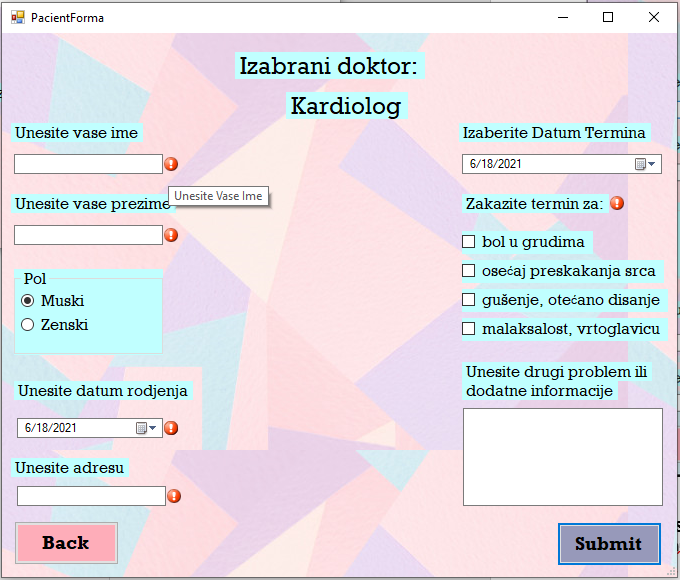 PacientForma
Izabrani doktor:
Kardiolog
Unesite vase ime
Unesite Vase Ime
Unesite vase prezime
Pol
Muski
Zenski
Unesite datum rodjenja
6/18/2021
Unesite adresu
Back
Izaberite Datum Termina
6/18/2021
Zakazite termin za:
bol u grudima
osećaj preskakanja srca
gušenje, otećano disanje
malaksalost, vrtoglavicu
Unesite drugi problem ili
dodatne informacije
Submit